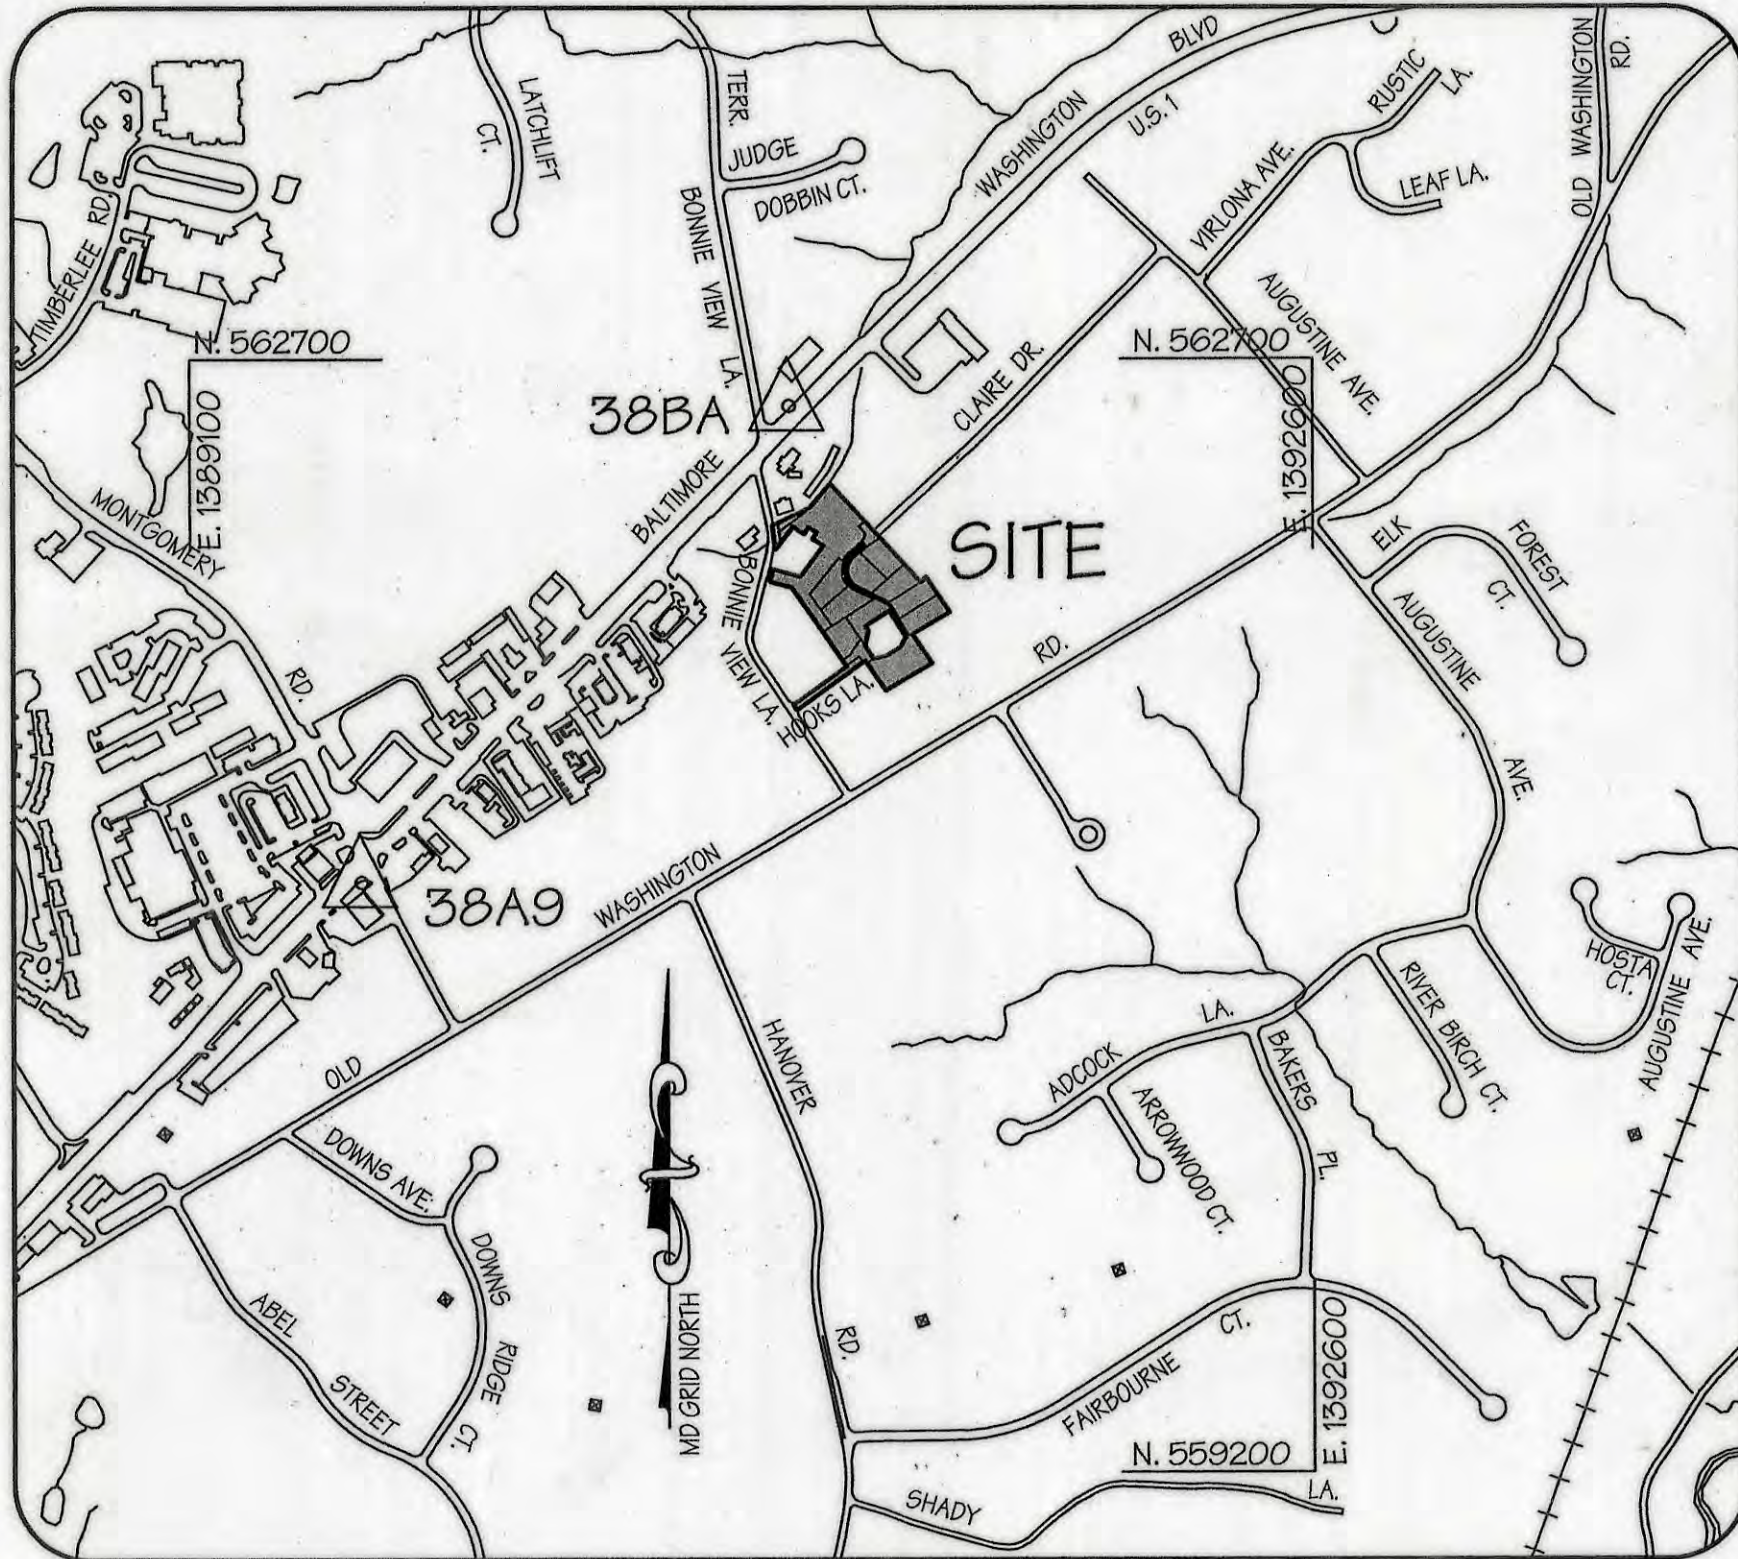 LATCHLIFT
CT.
TERR.
JUDGE
DOBBIN CT.
BONNIE VIEW LA.
WASHINGTON
BLVD
U.S. 1
RUSTIC
LA.
VIRLONA AVE.
LEAF LA.
OLD WASHINGTON
RD.
TIMBERLEE RD.
N. 562700
E. 1389100
N. 562700
E. 1392600
AUGUSTINE AVE.
CLAIRE DR.
38BA
BALTIMORE
MONTGOMERY
RD.
SITE
BONNIE
VIEW LA.
HOOKS LA.
RD.
ELK
FOREST
CT.
AUGUSTINE
AVE.
38A9
WASHINGTON
OLD
HOSTA
CT.
AUGUSTINE AVE.
RIVER BIRCH CT.
HANOVER
RD.
LA.
ADCOCK
ARROWWOOD CT.
BAKERS
PL.
DOWNS AVE.
DOWNS
RIDGE
CT.
ABEL
STREET
MD GRID NORTH
FAIRBOURNE
CT.
N. 559200
E. 1392600
SHADY
LA.